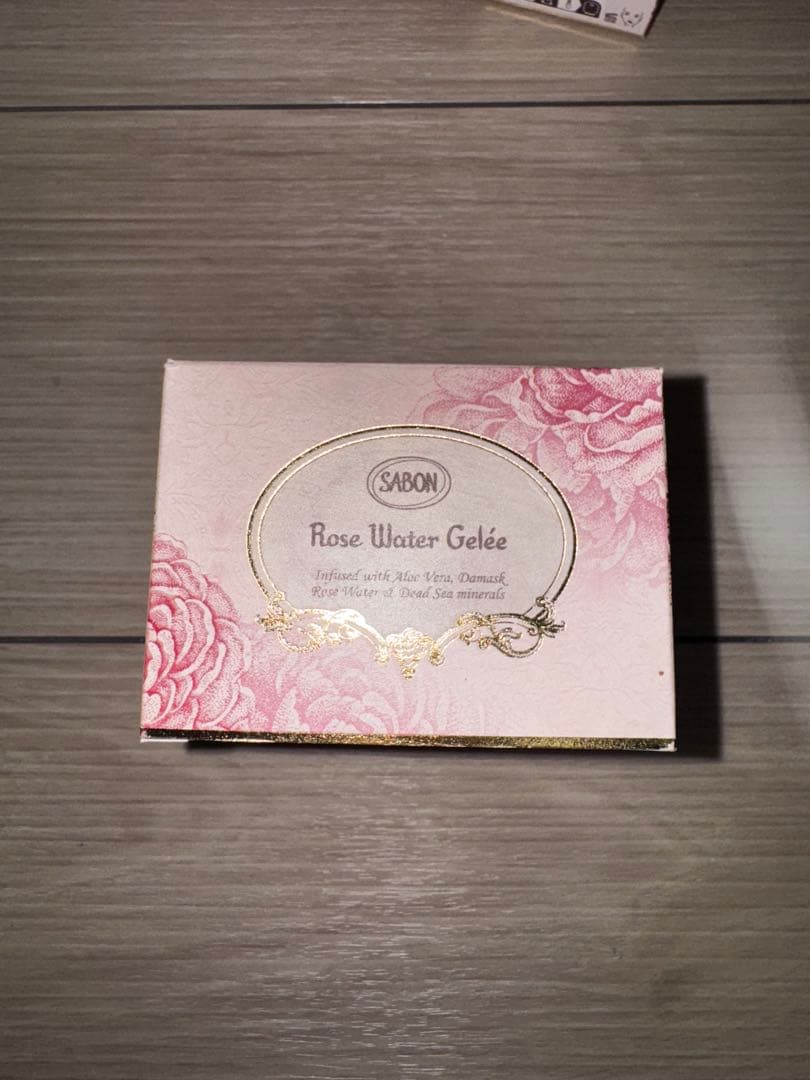 SABON
Rose Water Gelée
Infused with Aloe Vera, Damask
Rose Water & Dead Sea minerals